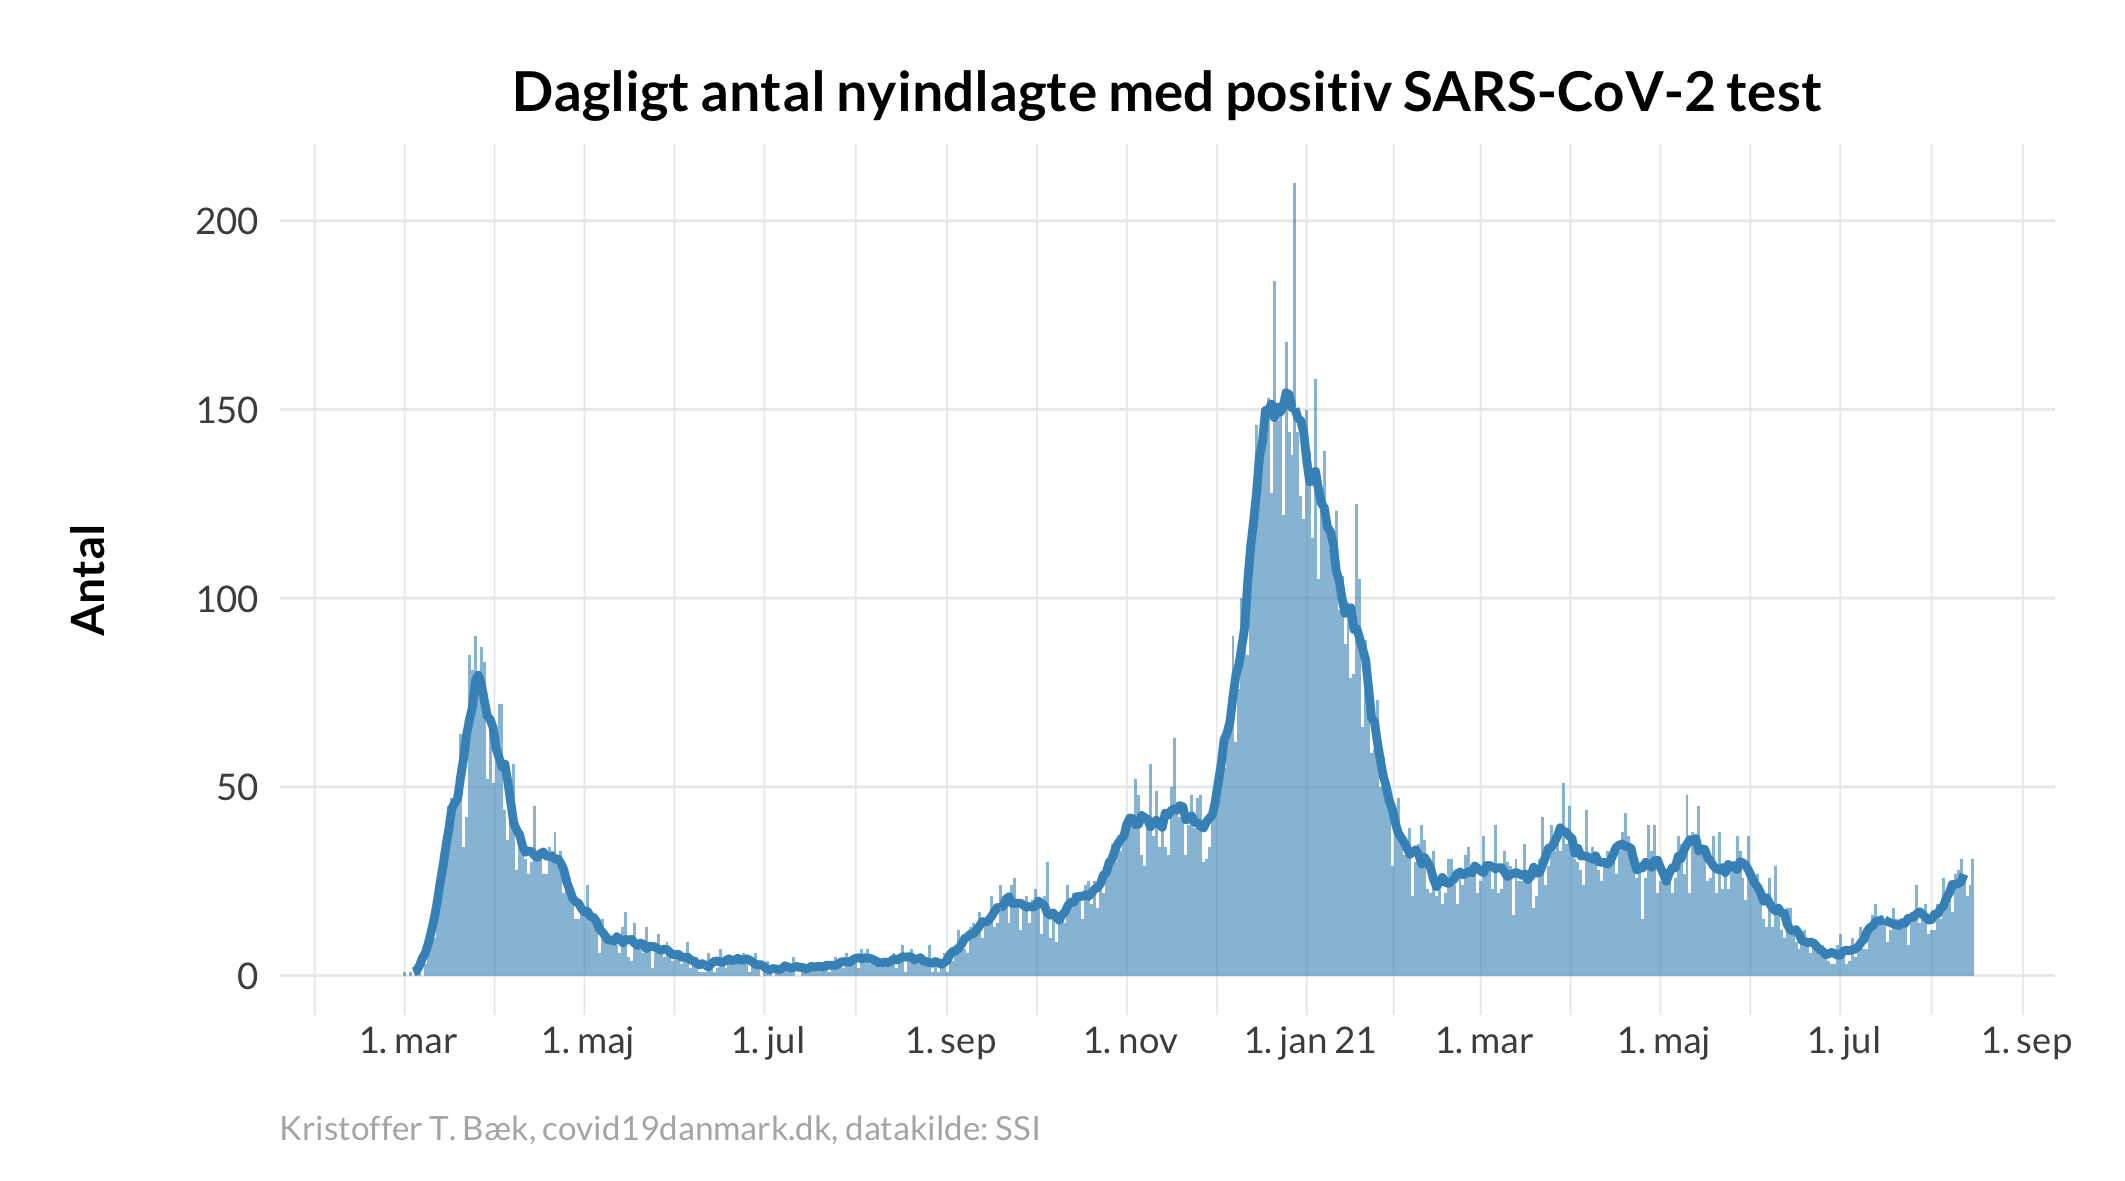 Dagligt antal nyindlagte med positiv SARS-CoV-2 test
Antal
200
150
100
50
0
1. mar 1. maj 1. jul 1. sep 1. nov 1. jan 21 1. mar 1. maj 1. jul 1. sep
Kristoffer T. Bæk, covid19danmark.dk, datakilde: SSI